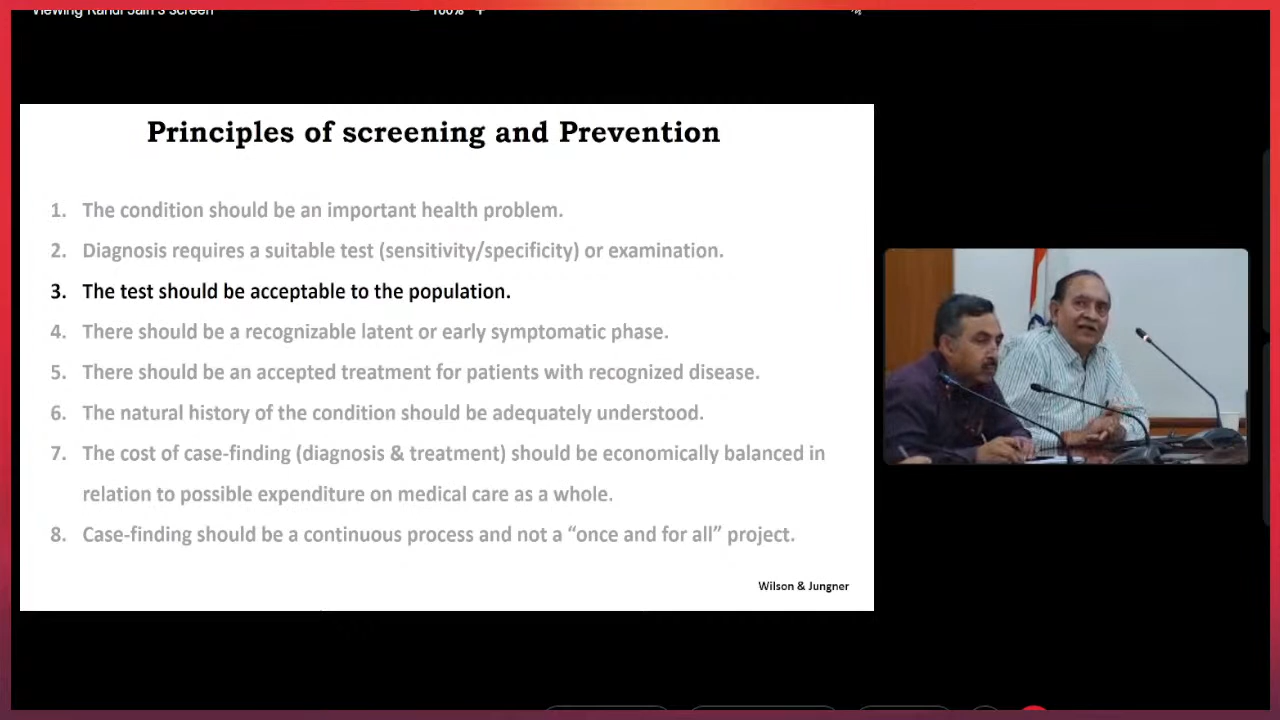 Viewing Randi Jain's screen
100% +
Principles of screening and Prevention
1. The condition should be an important health problem.
2. Diagnosis requires a suitable test (sensitivity/specificity) or examination.
3. The test should be acceptable to the population.
4. There should be a recognizable latent or early symptomatic phase.
5. There should be an accepted treatment for patients with recognized disease.
6. The natural history of the condition should be adequately understood.
7. The cost of case-finding (diagnosis & treatment) should be economically balanced in
relation to possible expenditure on medical care as a whole.
8. Case-finding should be a continuous process and not a “once and for all” project.
Wilson & Jungner